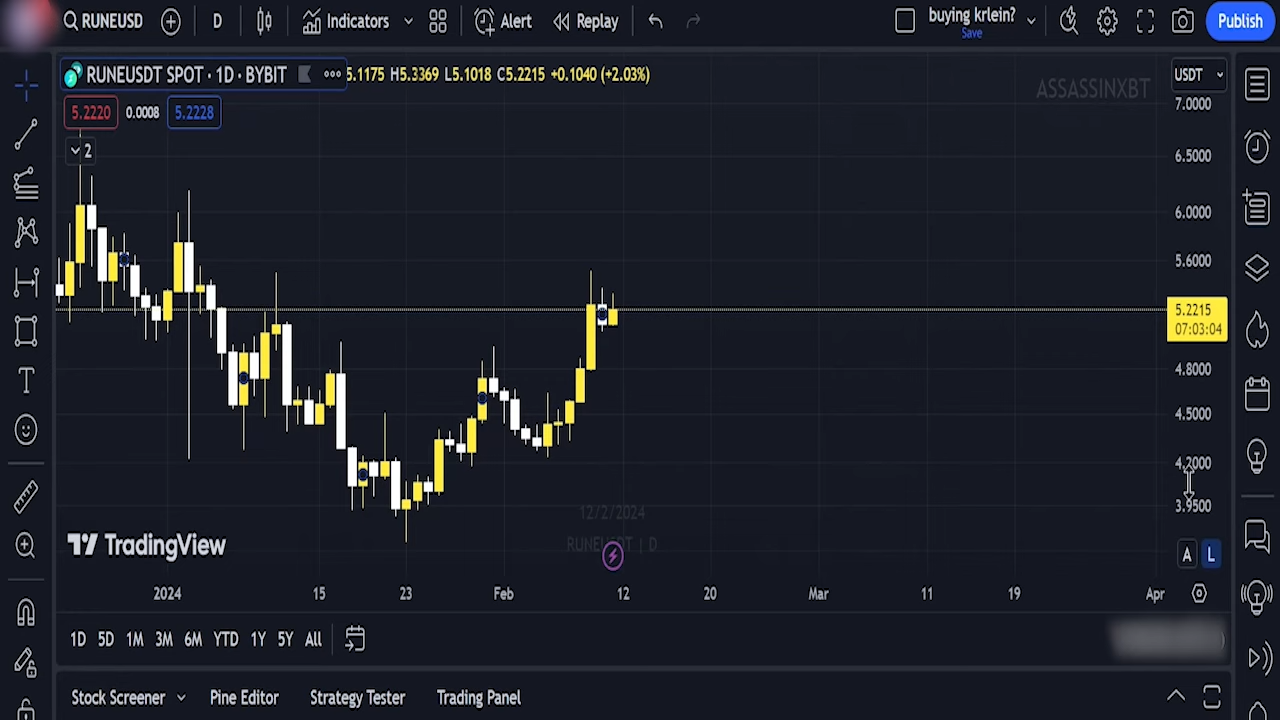 RUNEUSD D Indicators Alert Replay buying krlein? Save Publish
RUNEUSDT SPOT · 1D · BYBIT 5.1175 H5.3369 L5.1018 C5.2215 +0.1040 (+2.03%)
5.2220 0.0008 5.2228
2
ASSASSINXBT
USDT
7.0000
6.5000
6.0000
5.6000
5.2215
07:03:04
4.8000
4.5000
4.2000
3.9500
12/2/2024
RUNEUSDT | D
TradingView
A L
2024 15 23 Feb 12 20 Mar 11 19 Apr
1D 5D 1M 3M 6M YTD 1Y 5Y All
Stock Screener Pine Editor Strategy Tester Trading Panel